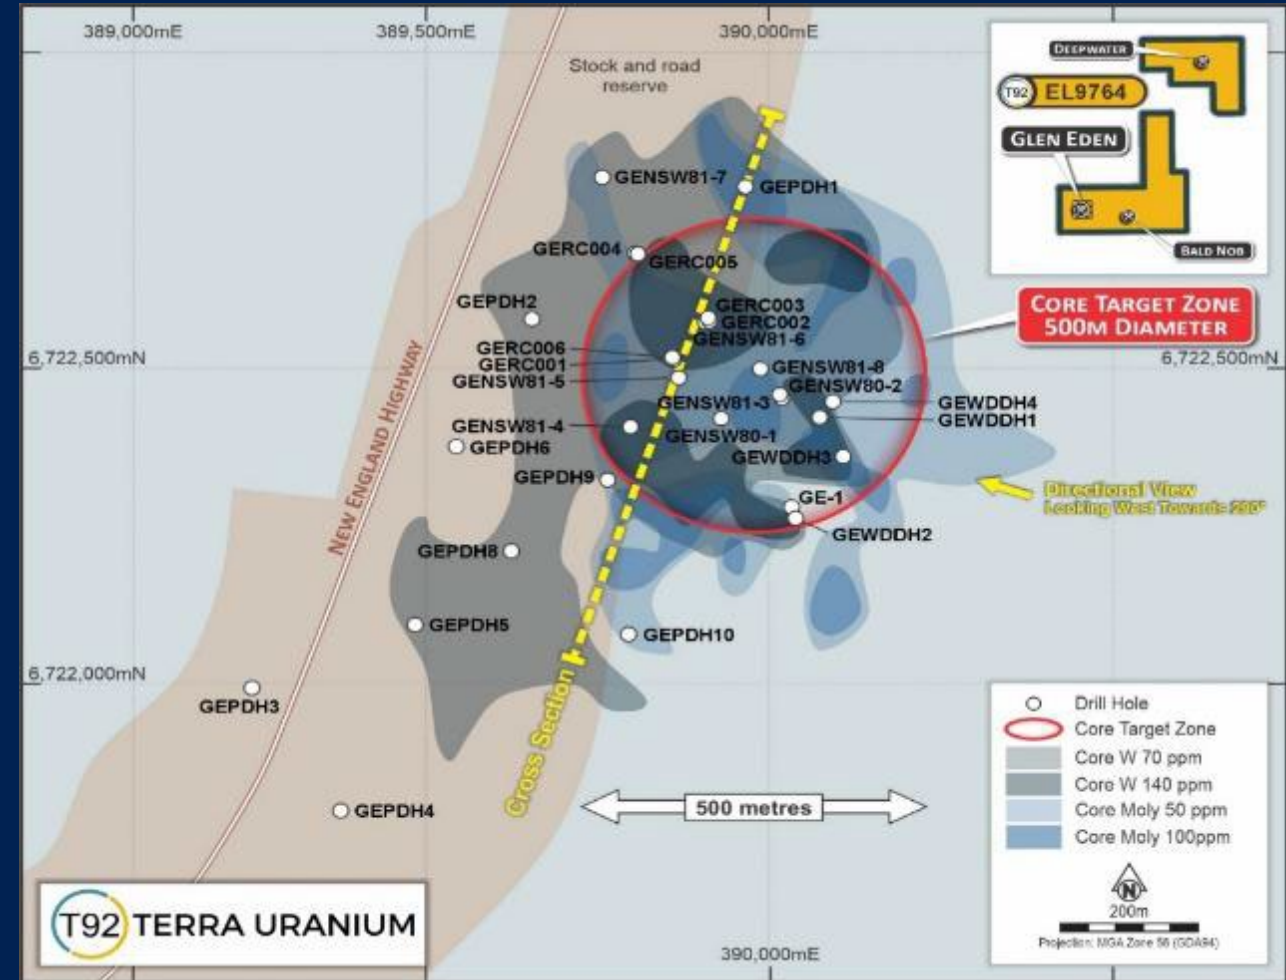 389,000mE
389,500mE
390,000mE
Stock and road
reserve
DEEPWATER
T92 EL9764
GLEN EDEN
BALD NOB
GENSW81-7
GEPDH1
GERC004
GERC005
GEPDH2
GERC003
GERC002
GENSW81-6
CORE TARGET ZONE
500M DIAMETER
GERC006
GERC001
GENSW81-5
6,722,500mN
6,722,500mN
GENSW81-8
GENSW80-2
GENSW81-3
GEWDDH4
GEWDDH1
GENSW81-4
GENSW80-1
GEPDH6
GEWDDH3
GEPDH9
NEW ENGLAND HIGHWAY
GE-1
Directional View
Looking West Towards 290°
GEWDDH2
GEPDH8
GEPDH5
GEPDH10
6,722,000mN
GEPDH3
Cross Section
GEPDH4
500 metres
Drill Hole
Core Target Zone
Core W 70 ppm
Core W 140 ppm
Core Moly 50 ppm
Core Moly 100ppm
N
200m
Projection: MGA Zone 56 (GDA94)
T92 TERRA URANIUM
390,000mE